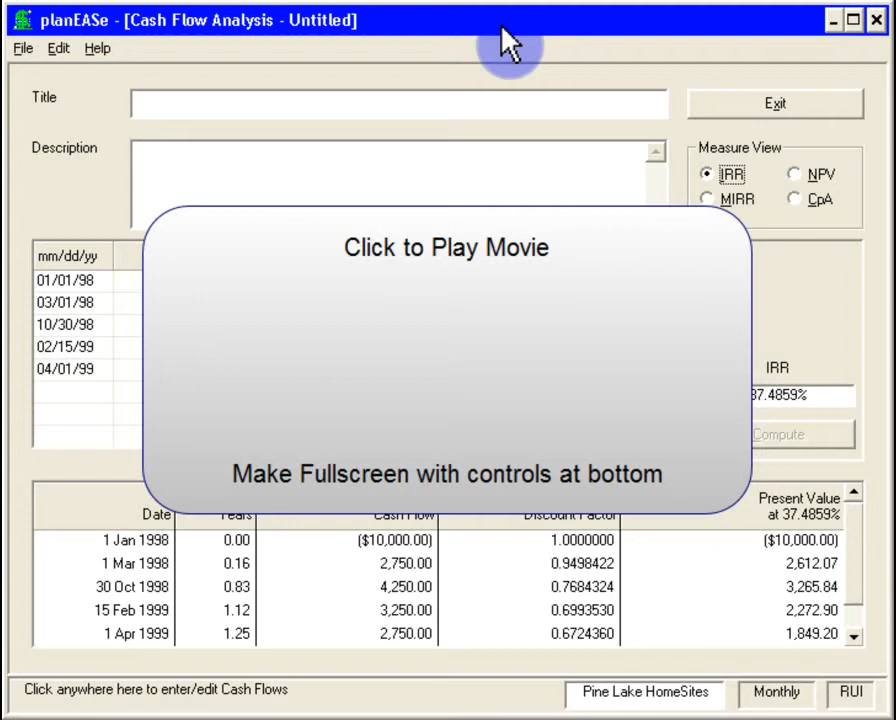 planEASe - [Cash Flow Analysis - Untitled]
File Edit Help
Title
Exit
Description
Measure View
IRR NPV
MIRR CpA
mm/dd/yy
01/01/98
03/01/98
10/30/98
02/15/99
04/01/99
Click to Play Movie
Make Fullscreen with controls at bottom
IRR
37.4859%
Compute
Date Years Cash Flow Discount Factor Present Value at 37.4859%
1 Jan 1998 0.00 ($10,000.00) 1.0000000 ($10,000.00)
1 Mar 1998 0.16 2,750.00 0.9498422 2,612.07
30 Oct 1998 0.83 4,250.00 0.7684324 3,265.84
15 Feb 1999 1.12 3,250.00 0.6993530 2,272.90
1 Apr 1999 1.25 2,750.00 0.6724360 1,849.20
Click anywhere here to enter/edit Cash Flows
Pine Lake HomeSites
Monthly
RUI